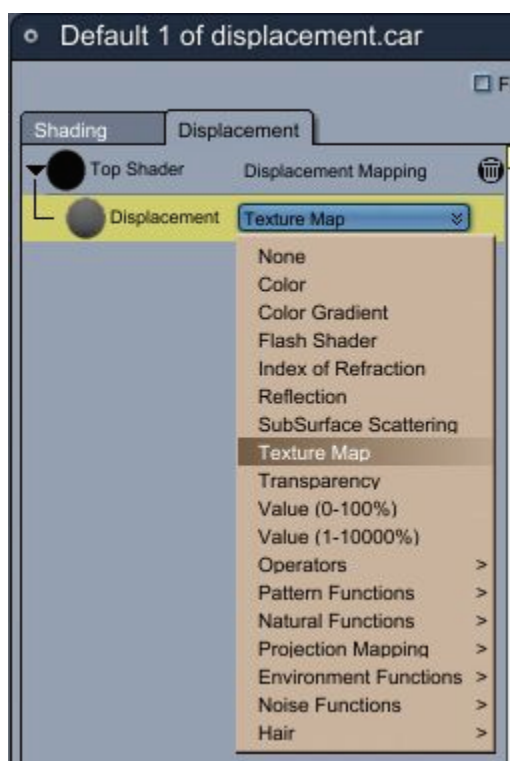 Default 1 of displacement.car
F
Shading Displacement
Top Shader Displacement Mapping
Displacement Texture Map
None
Color
Color Gradient
Flash Shader
Index of Refraction
Reflection
SubSurface Scattering
Texture Map
Transparency
Value (0-100%)
Value (1-10000%)
Operators >
Pattern Functions >
Natural Functions >
Projection Mapping >
Environment Functions >
Noise Functions >
Hair >